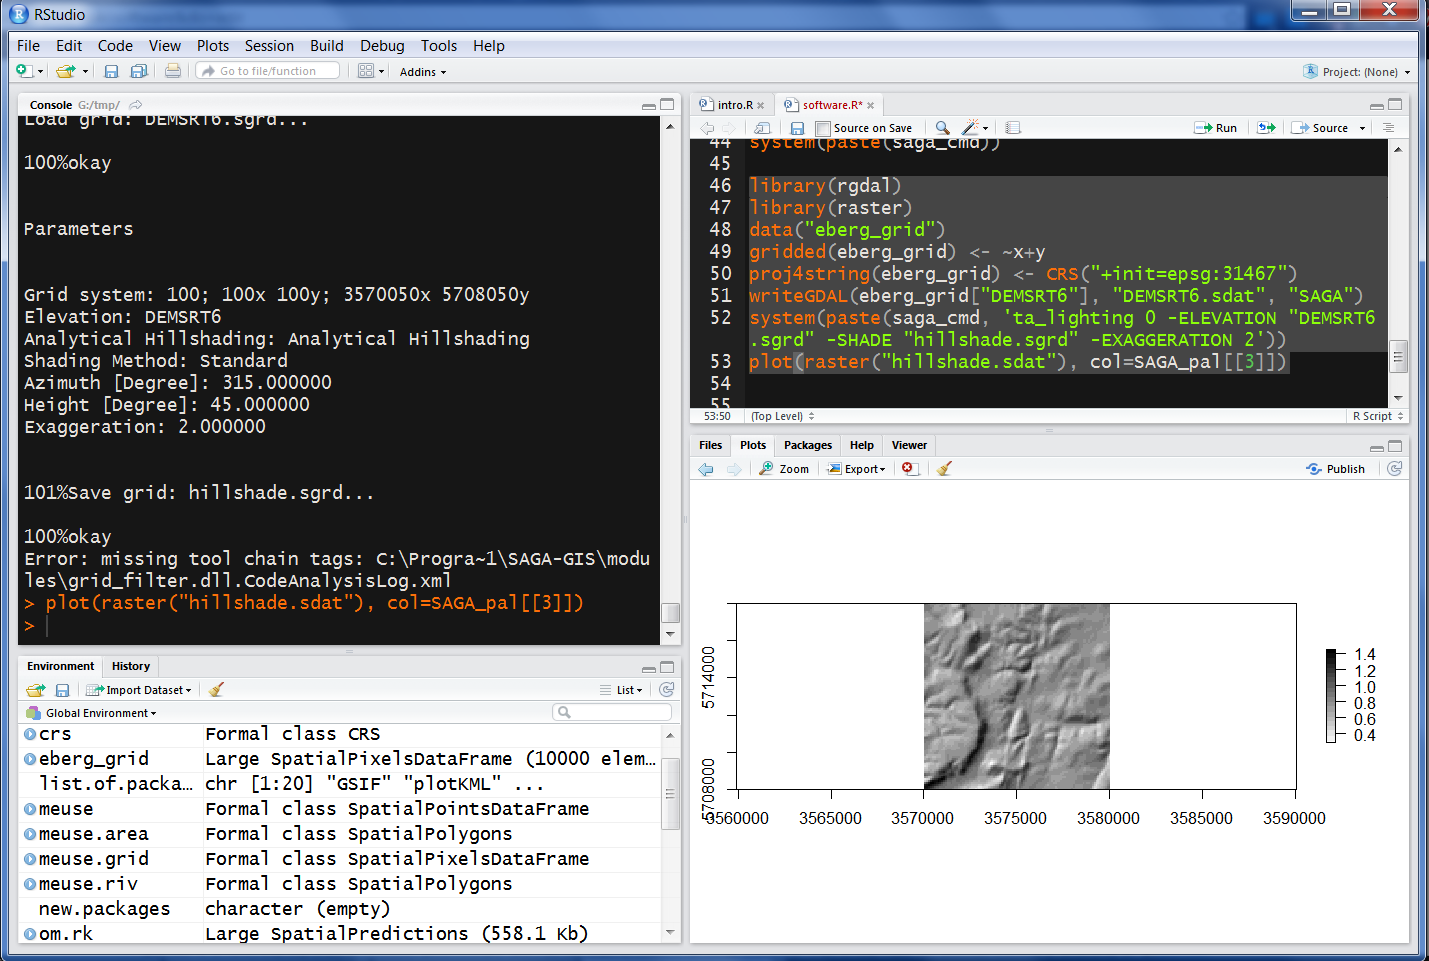 RStudio
File Edit Code View Plots Session Build Debug Tools Help
Go to file/function Addins Project: (None)
Console G:/tmp/
Load grid: DEMSRT6.sgrd...
100%okay
Parameters
Grid system: 100; 100x 100y; 3570050x 5708050y
Elevation: DEMSRT6
Analytical Hillshading: Analytical Hillshading
Shading Method: Standard
Azimuth [Degree]: 315.000000
Height [Degree]: 45.000000
Exaggeration: 2.000000
101%Save grid: hillshade.sgrd...
100%okay
Error: missing tool chain tags: C:\Progra~1\SAGA-GIS\modu
les\grid_filter.dll.CodeAnalysisLog.xml
> plot(raster("hillshade.sdat"), col=SAGA_pal[[3]])
>
Environment History
Import Dataset List
Global Environment
crs Formal class CRS
eberg_grid Large SpatialPixelsDataFrame (10000 elem...
list.of.packa... chr [1:20] "GSIF" "plotKML" ...
meuse Formal class SpatialPointsDataFrame
meuse.area Formal class SpatialPolygons
meuse.grid Formal class SpatialPixelsDataFrame
meuse.riv Formal class SpatialPolygons
new.packages character (empty)
om.rk Large SpatialPredictions (558.1 Kb)
intro.R software.R*
Source on Save Run Source
44 system(paste(saga_cmd))
45
46 library(rgdal)
47 library(raster)
48 data("eberg_grid")
49 gridded(eberg_grid) <- ~x+y
50 proj4string(eberg_grid) <- CRS("+init=epsg:31467")
51 writeGDAL(eberg_grid["DEMSRT6"], "DEMSRT6.sdat", "SAGA")
52 system(paste(saga_cmd, 'ta_lighting 0 -ELEVATION "DEMSRT6
.sgrd" -SHADE "hillshade.sgrd" -EXAGGERATION 2'))
53 plot(raster("hillshade.sdat"), col=SAGA_pal[[3]])
54
55
53:50 (Top Level) R Script
Files Plots Packages Help Viewer
Zoom Export Publish
5714000
5708000
3560000 3565000 3570000 3575000 3580000 3585000 3590000
1.4
1.2
1.0
0.8
0.6
0.4